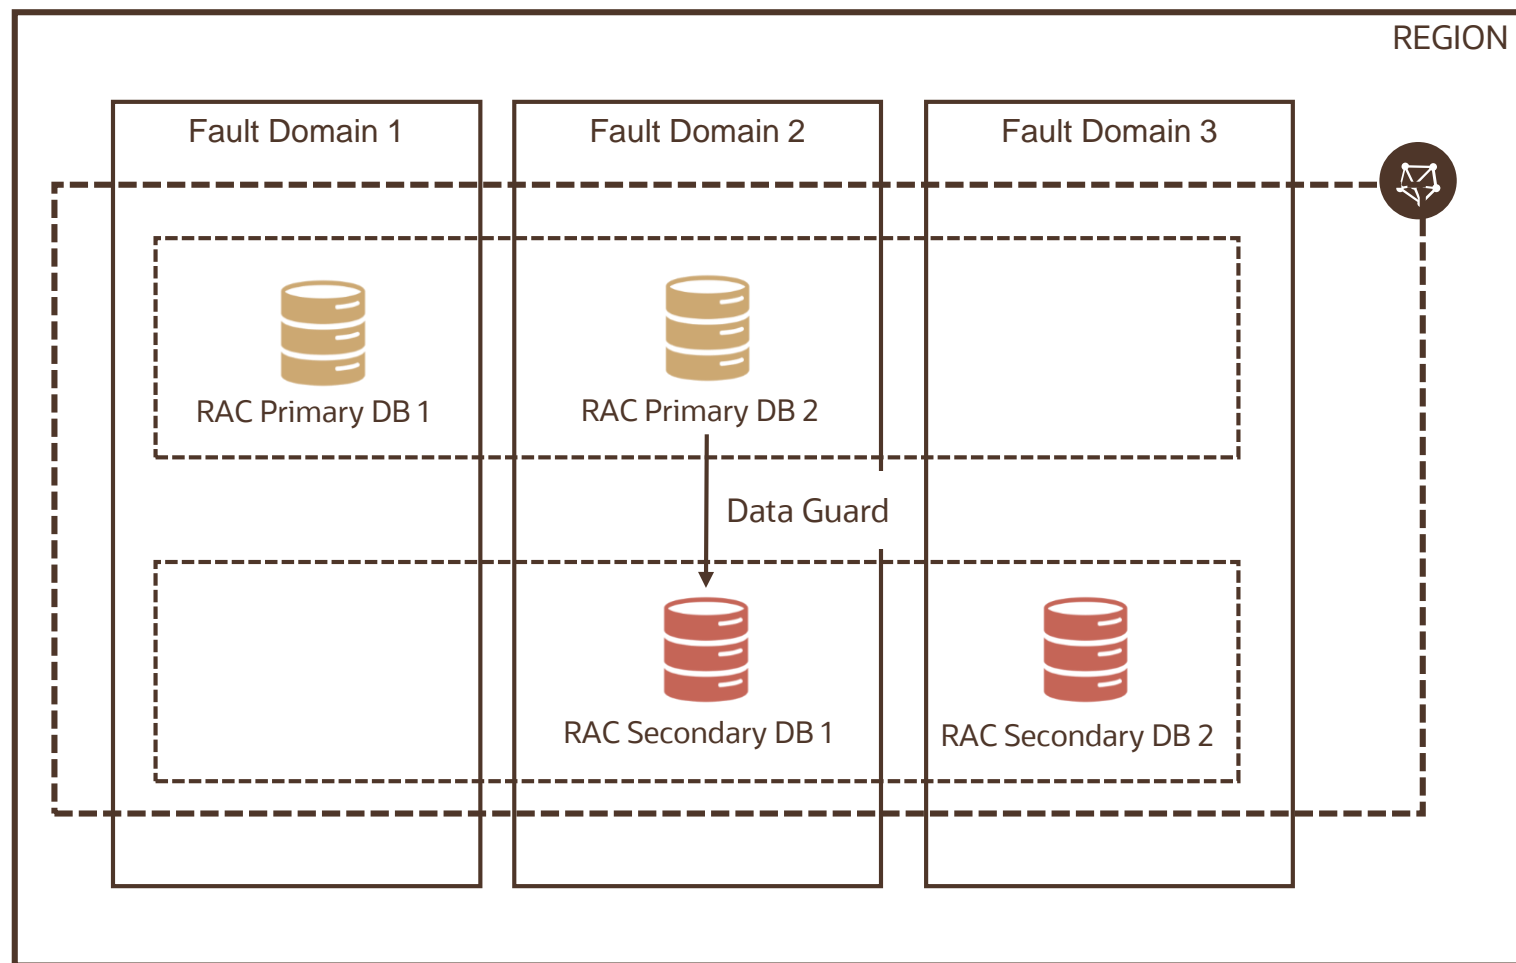 REGION
Fault Domain 1
Fault Domain 2
Fault Domain 3
RAC Primary DB 1
RAC Primary DB 2
Data Guard
RAC Secondary DB 1
RAC Secondary DB 2